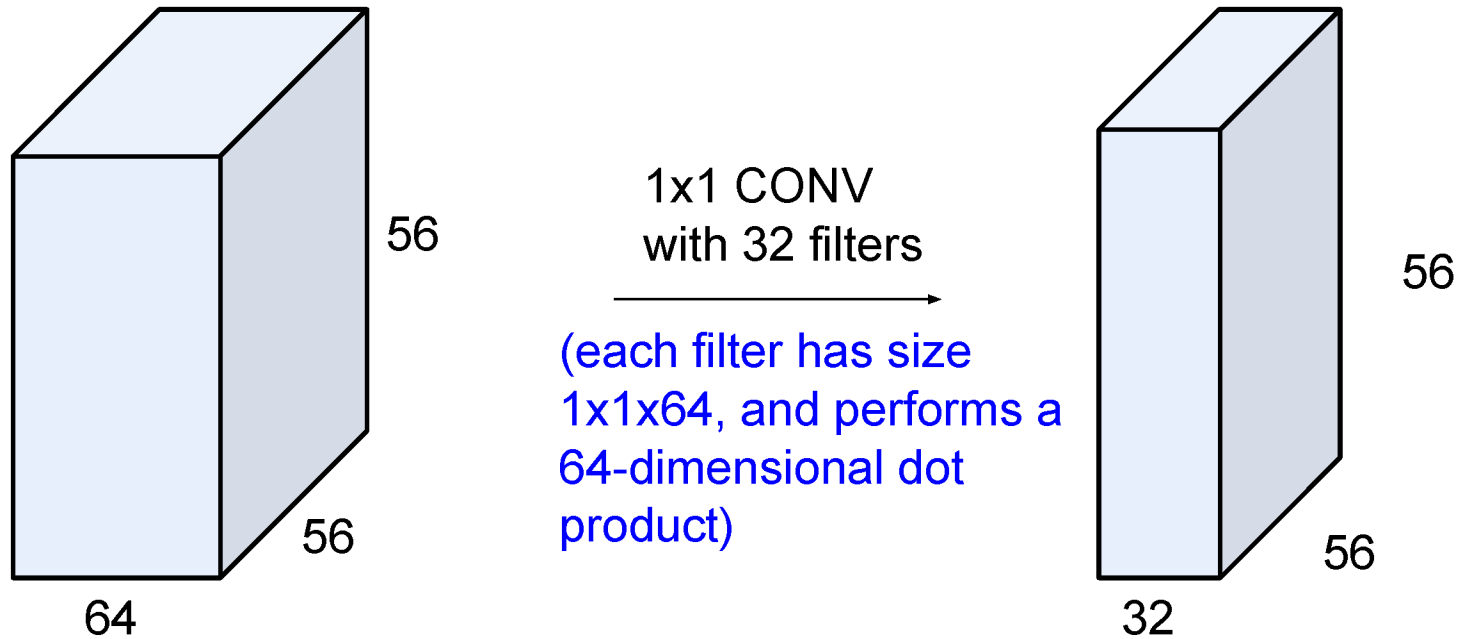 56
56
64
1x1 CONV
with 32 filters
(each filter has size
1x1x64, and performs a
64-dimensional dot
product)
56
56
32